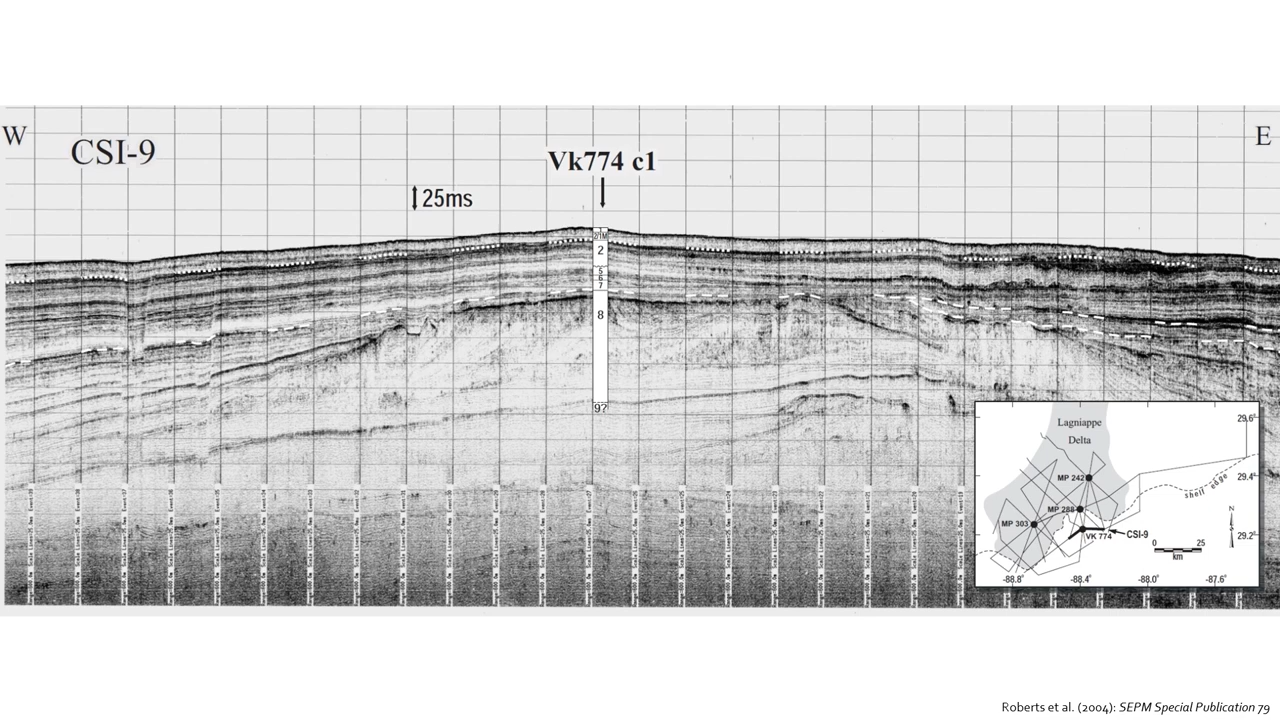 W
E
CSI-9
Vk774 c1
25ms
2
5
6
7
8
9?
Lagniappe
Delta
MP 242
MP 288
MP 303
VK 774
CSI-9
shelf edge
N
S
0 25
km
29.6°
29.4°
29.2°
-88.8°
-88.4°
-88.0°
-87.6°
Roberts et al. (2004): SEPM Special Publication 79